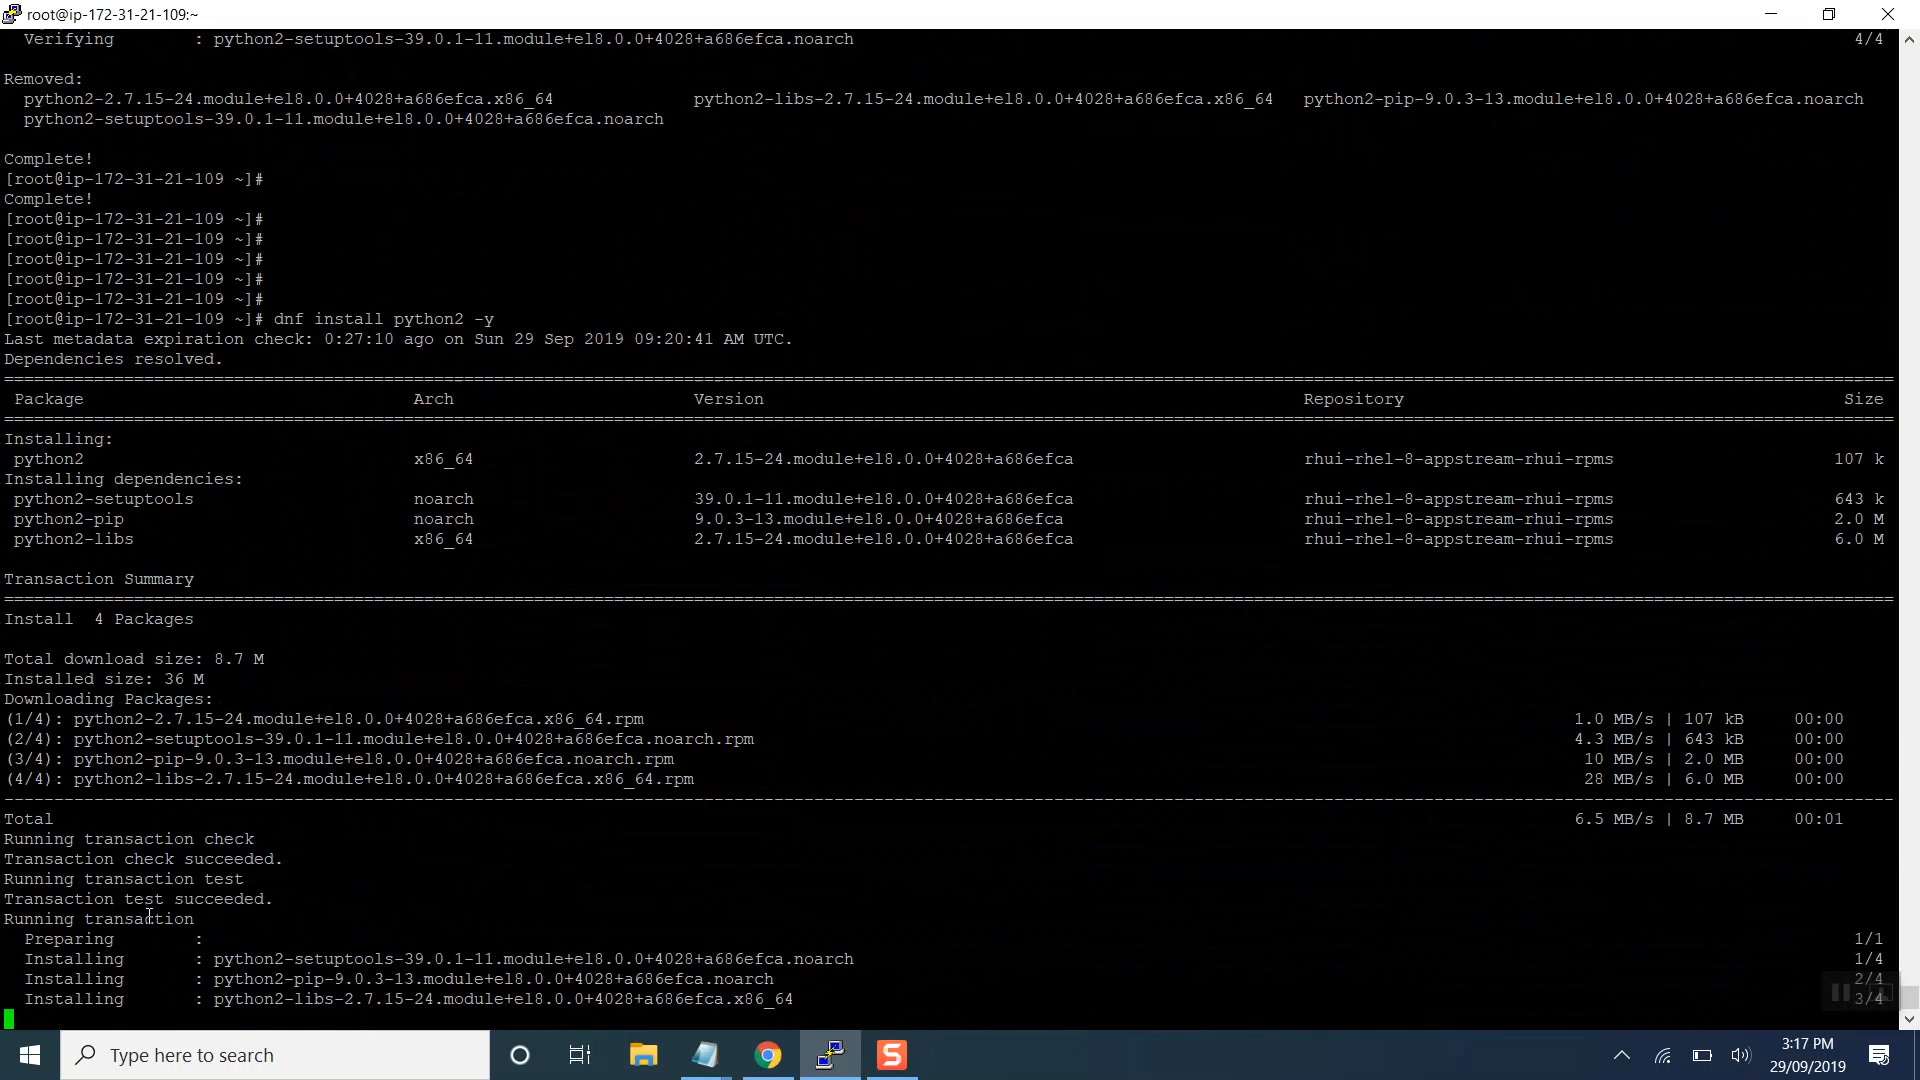 root@ip-172-31-21-109:~
Verifying : python2-setuptools-39.0.1-11.module+el8.0.0+4028+a686efca.noarch 4/4
Removed:
python2-2.7.15-24.module+el8.0.0+4028+a686efca.x86_64 python2-libs-2.7.15-24.module+el8.0.0+4028+a686efca.x86_64 python2-pip-9.0.3-13.module+el8.0.0+4028+a686efca.noarch
python2-setuptools-39.0.1-11.module+el8.0.0+4028+a686efca.noarch
Complete!
[root@ip-172-31-21-109 ~]#
Complete!
[root@ip-172-31-21-109 ~]#
[root@ip-172-31-21-109 ~]#
[root@ip-172-31-21-109 ~]#
[root@ip-172-31-21-109 ~]#
[root@ip-172-31-21-109 ~]#
[root@ip-172-31-21-109 ~]# dnf install python2 -y
Last metadata expiration check: 0:27:10 ago on Sun 29 Sep 2019 09:20:41 AM UTC.
Dependencies resolved.
Package Arch Version Repository Size
Installing:
python2 x86_64 2.7.15-24.module+el8.0.0+4028+a686efca rhui-rhel-8-appstream-rhui-rpms 107 k
Installing dependencies:
python2-setuptools noarch 39.0.1-11.module+el8.0.0+4028+a686efca rhui-rhel-8-appstream-rhui-rpms 643 k
python2-pip noarch 9.0.3-13.module+el8.0.0+4028+a686efca rhui-rhel-8-appstream-rhui-rpms 2.0 M
python2-libs x86_64 2.7.15-24.module+el8.0.0+4028+a686efca rhui-rhel-8-appstream-rhui-rpms 6.0 M
Transaction Summary
Install 4 Packages
Total download size: 8.7 M
Installed size: 36 M
Downloading Packages:
(1/4): python2-2.7.15-24.module+el8.0.0+4028+a686efca.x86_64.rpm 1.0 MB/s | 107 kB 00:00
(2/4): python2-setuptools-39.0.1-11.module+el8.0.0+4028+a686efca.noarch.rpm 4.3 MB/s | 643 kB 00:00
(3/4): python2-pip-9.0.3-13.module+el8.0.0+4028+a686efca.noarch.rpm 10 MB/s | 2.0 MB 00:00
(4/4): python2-libs-2.7.15-24.module+el8.0.0+4028+a686efca.x86_64.rpm 28 MB/s | 6.0 MB 00:00
Total 6.5 MB/s | 8.7 MB 00:01
Running transaction check
Transaction check succeeded.
Running transaction test
Transaction test succeeded.
Running transaction
Preparing : 1/1
Installing : python2-setuptools-39.0.1-11.module+el8.0.0+4028+a686efca.noarch 1/4
Installing : python2-pip-9.0.3-13.module+el8.0.0+4028+a686efca.noarch 2/4
Installing : python2-libs-2.7.15-24.module+el8.0.0+4028+a686efca.x86_64 3/4
Type here to search
3:17 PM
29/09/2019